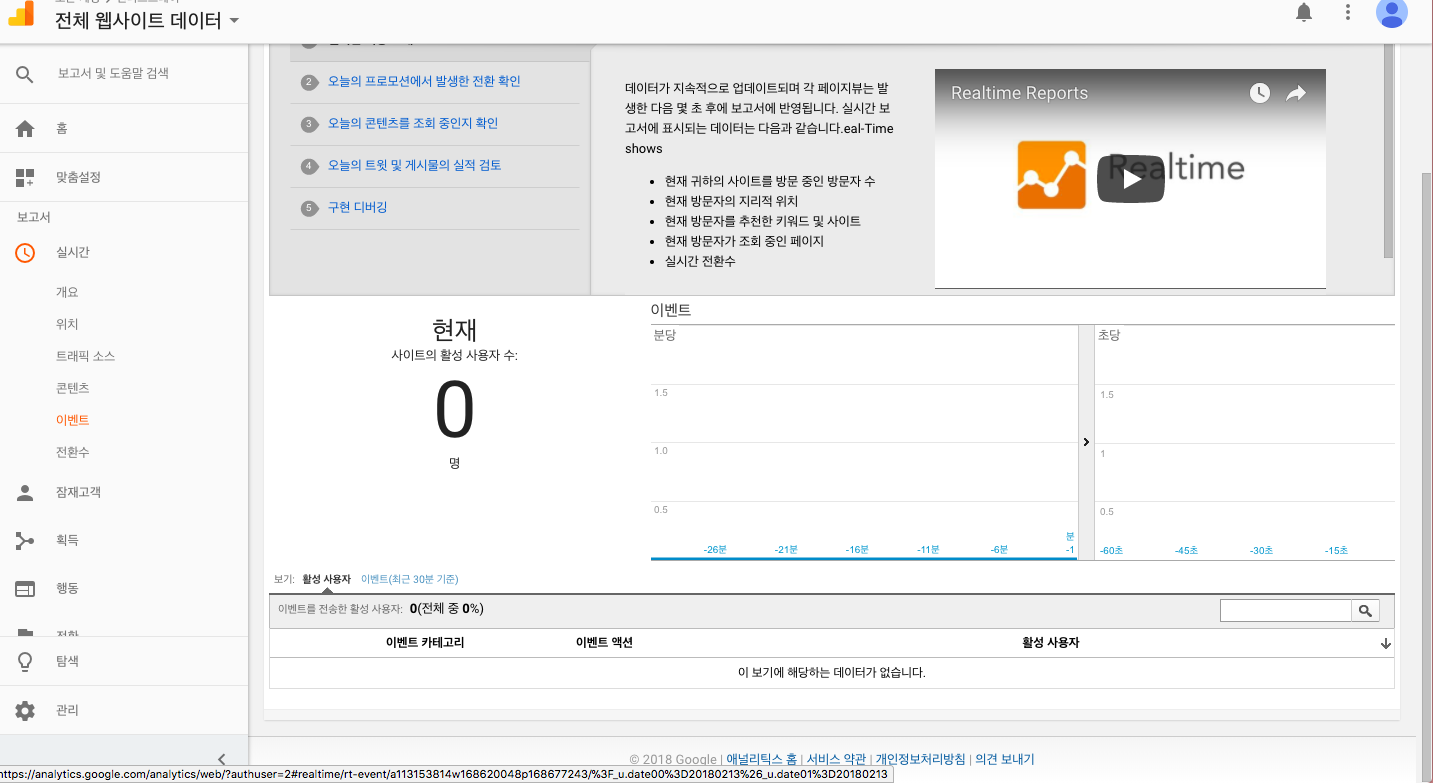 전체 웹사이트 데이터
보고서 및 도움말 검색
홈
맞춤설정
보고서
실시간
개요
위치
트래픽 소스
콘텐츠
이벤트
전환수
잠재고객
획득
행동
전환
탐색
관리
2 오늘의 프로모션에서 발생한 전환 확인
3 오늘의 콘텐츠를 조회 중인지 확인
4 오늘의 트윗 및 게시물의 실적 검토
5 구현 디버깅
데이터가 지속적으로 업데이트되며 각 페이지뷰는 발
생한 다음 몇 초 후에 보고서에 반영됩니다. 실시간 보
고서에 표시되는 데이터는 다음과 같습니다.eal-Time
shows
• 현재 귀하의 사이트를 방문 중인 방문자 수
• 현재 방문자의 지리적 위치
• 현재 방문자를 추천한 키워드 및 사이트
• 현재 방문자가 조회 중인 페이지
• 실시간 전환수
Realtime Reports
Realtime
현재
사이트의 활성 사용자 수:
0
명
이벤트
분당
1.5
1.0
0.5
-26분 -21분 -16분 -11분 -6분 분
-1
초당
1.5
1
0.5
-60초 -45초 -30초 -15초
보기: 활성 사용자 이벤트(최근 30분 기준)
이벤트를 전송한 활성 사용자: 0(전체 중 0%)
이벤트 카테고리 이벤트 액션 활성 사용자
이 보기에 해당하는 데이터가 없습니다.
© 2018 Google | 애널리틱스 홈 | 서비스 약관 | 개인정보처리방침 | 의견 보내기
https://analytics.google.com/analytics/web/?authuser=2#realtime/rt-event/a113153814w168620048p168677243/%3F_u.date00%3D20180213%26_u.date01%3D20180213